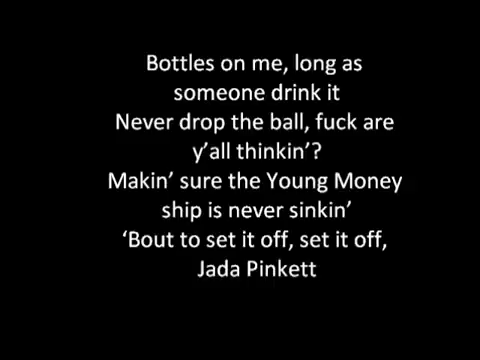 Bottles on me, long as
someone drink it
Never drop the ball, fuck are
y’all thinkin’?
Makin’ sure the Young Money
ship is never sinkin’
‘Bout to set it off, set it off,
Jada Pinkett